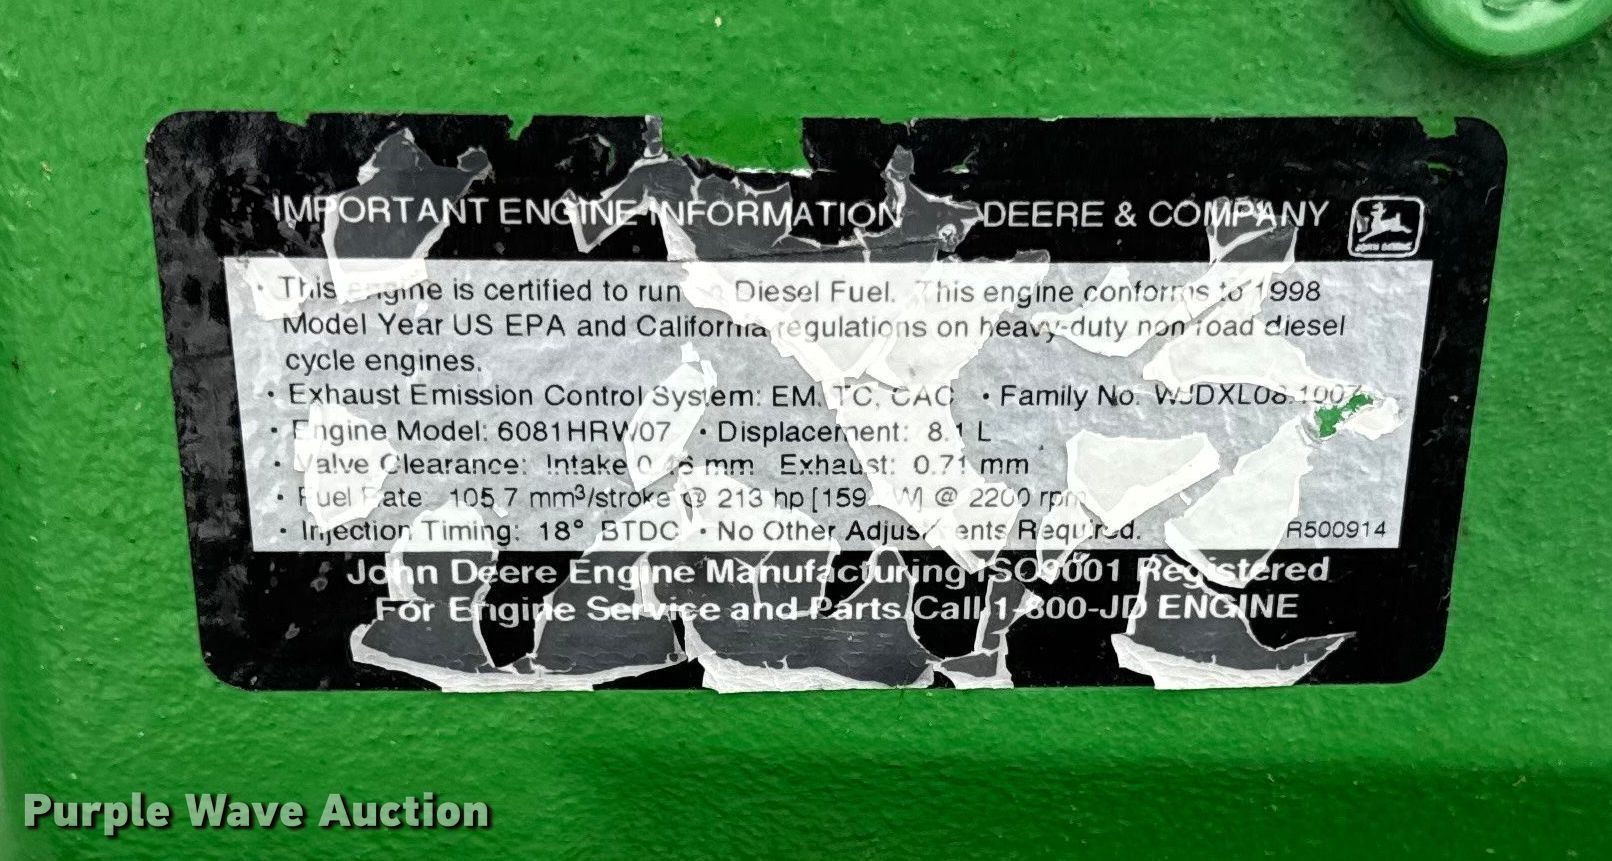 IMPORTANT ENGINE INFORMATION DEERE & COMPANY
• This engine is certified to run Diesel Fuel. This engine conforms to 1998
Model Year US EPA and California regulations on heavy-duty non road diesel
cycle engines.
• Exhaust Emission Control System: EM, TC, CAC • Family No. WJDXL08.1007
• Engine Model: 6081HRW07 • Displacement: 8.1 L
• Valve Clearance: Intake mm Exhaust: 0.71 mm
• Fuel Rate 105.7 mm³/stroke @ 213 hp [159 W] @ 2200 rpm
• Injection Timing: 18° BTDC • No Other Adjustments Required. R500914
John Deere Engine Manufacturing ISO9001 Registered
For Engine Service and Parts Call 1-800-JD ENGINE
Purple Wave Auction